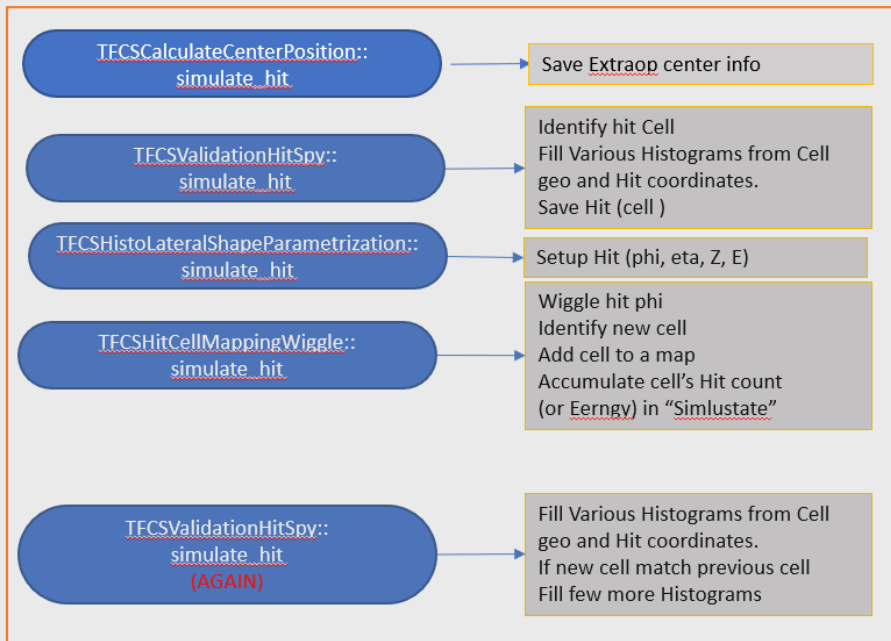 TFCSCalculateCenterPosition::
simulate_hit
Save Extraop center info
TFCSValidationHitSpy::
simulate_hit
Identify hit Cell
Fill Various Histograms from Cell
geo and Hit coordinates.
Save Hit (cell )
TFCSHistoLateralShapeParametrization::
simulate_hit
Setup Hit (phi, eta, Z, E)
TFCSHitCellMappingWiggle::
simulate_hit
Wiggle hit phi
Identify new cell
Add cell to a map
Accumulate cell’s Hit count
(or Eerngy) in “Simlustate”
TFCSValidationHitSpy::
simulate_hit
(AGAIN)
Fill Various Histograms from Cell
geo and Hit coordinates.
If new cell match previous cell
Fill few more Histograms